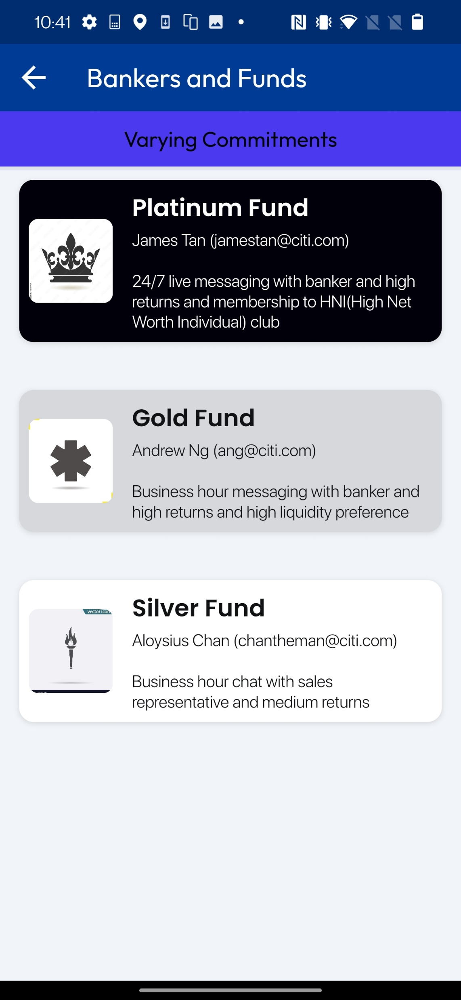 10:41
Bankers and Funds
Varying Commitments
Platinum Fund
James Tan (jamestan@citi.com)
24/7 live messaging with banker and high
returns and membership to HNI(High Net
Worth Individual) club
Gold Fund
Andrew Ng (ang@citi.com)
Business hour messaging with banker and
high returns and high liquidity preference
vector icon
Silver Fund
Aloysius Chan (chantheman@citi.com)
Business hour chat with sales
representative and medium returns